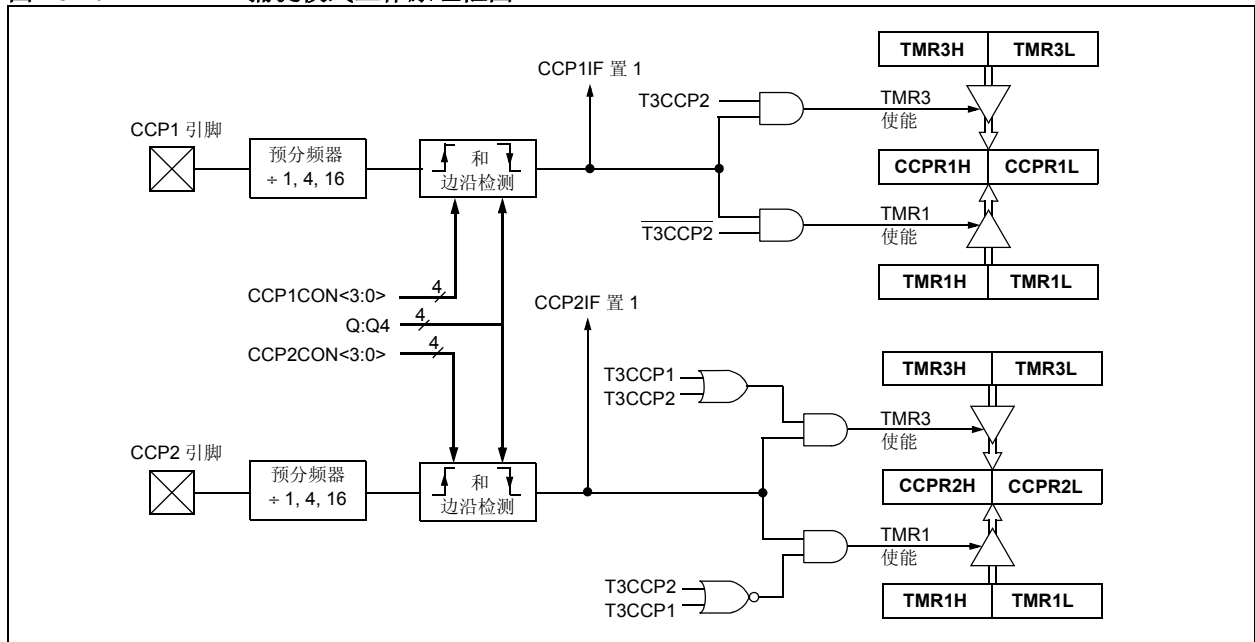 CCP1IF 置 1
TMR3H TMR3L
T3CCP2
TMR3
使能
CCP1 引脚
预分频器
÷ 1, 4, 16
和
边沿检测
CCPR1H CCPR1L
T3CCP2
TMR1
使能
TMR1H TMR1L
CCP1CON<3:0> 4
Q:Q4 4
CCP2CON<3:0> 4
CCP2IF 置 1
TMR3H TMR3L
T3CCP1
T3CCP2
TMR3
使能
CCP2 引脚
预分频器
÷ 1, 4, 16
和
边沿检测
CCPR2H CCPR2L
TMR1
使能
T3CCP2
T3CCP1
TMR1H TMR1L